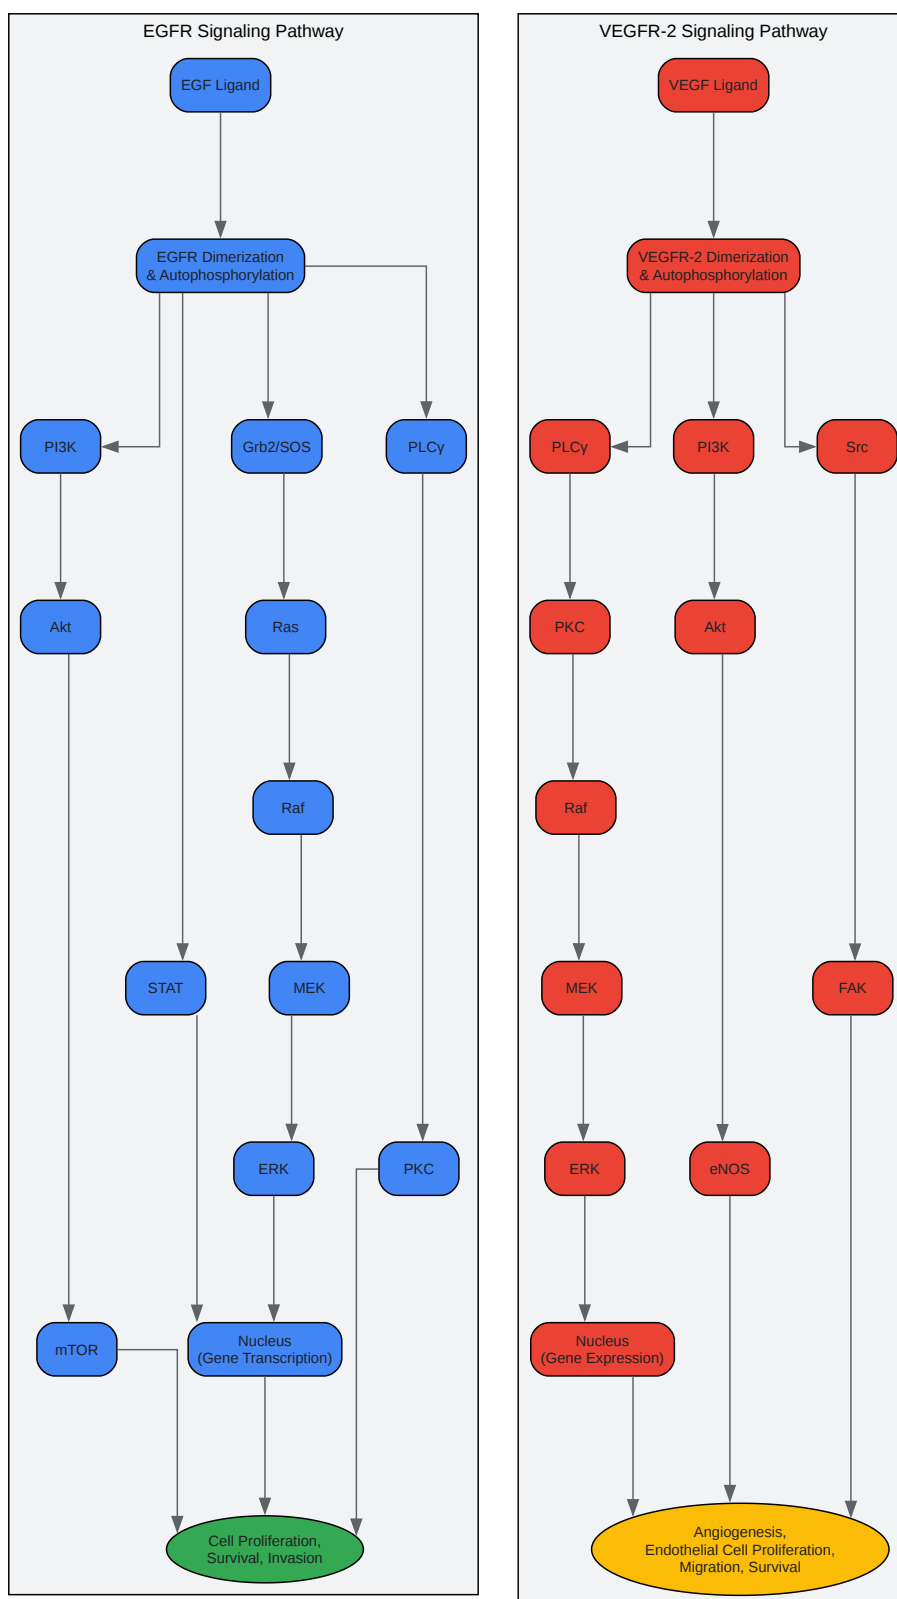 EGFR Signaling Pathway
EGF Ligand
EGFR Dimerization
& Autophosphorylation
PI3K
Grb2/SOS
PLCγ
Akt
Ras
Raf
STAT
MEK
ERK
PKC
mTOR
Nucleus
(Gene Transcription)
Cell Proliferation,
Survival, Invasion
VEGFR-2 Signaling Pathway
VEGF Ligand
VEGFR-2 Dimerization
& Autophosphorylation
PLCγ
PI3K
Src
PKC
Akt
Raf
MEK
FAK
ERK
eNOS
Nucleus
(Gene Expression)
Angiogenesis,
Endothelial Cell Proliferation,
Migration, Survival